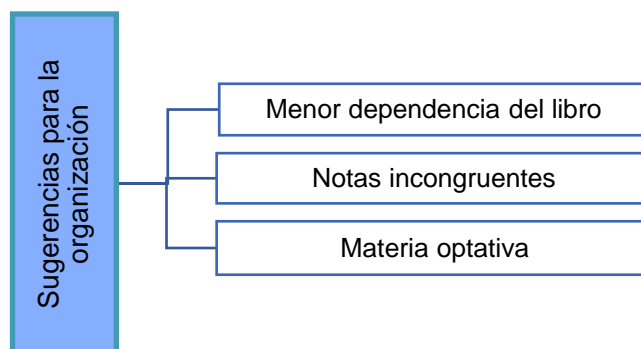 Sugerencias para la
organización
Menor dependencia del libro
Notas incongruentes
Materia optativa